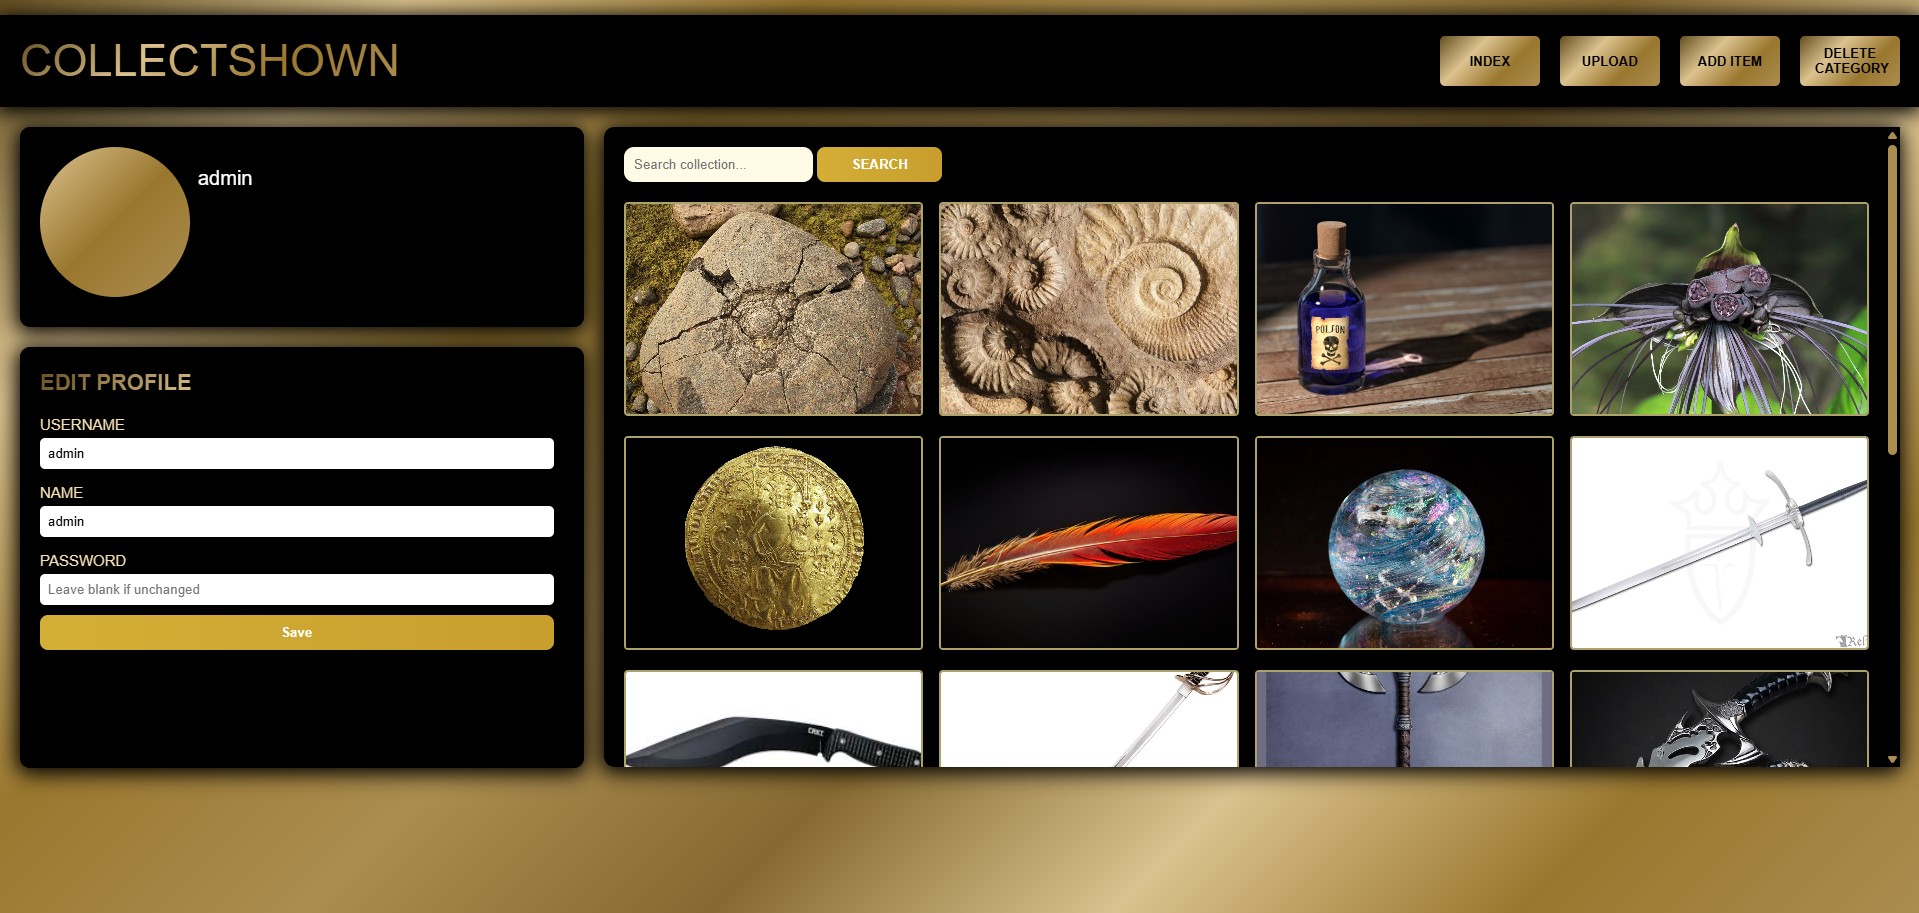 COLLECTSHOWN
INDEX
UPLOAD
ADD ITEM
DELETE
CATEGORY
admin
EDIT PROFILE
USERNAME
admin
NAME
admin
PASSWORD
Leave blank if unchanged
Save
Search collection...
SEARCH
POISON
CRKT